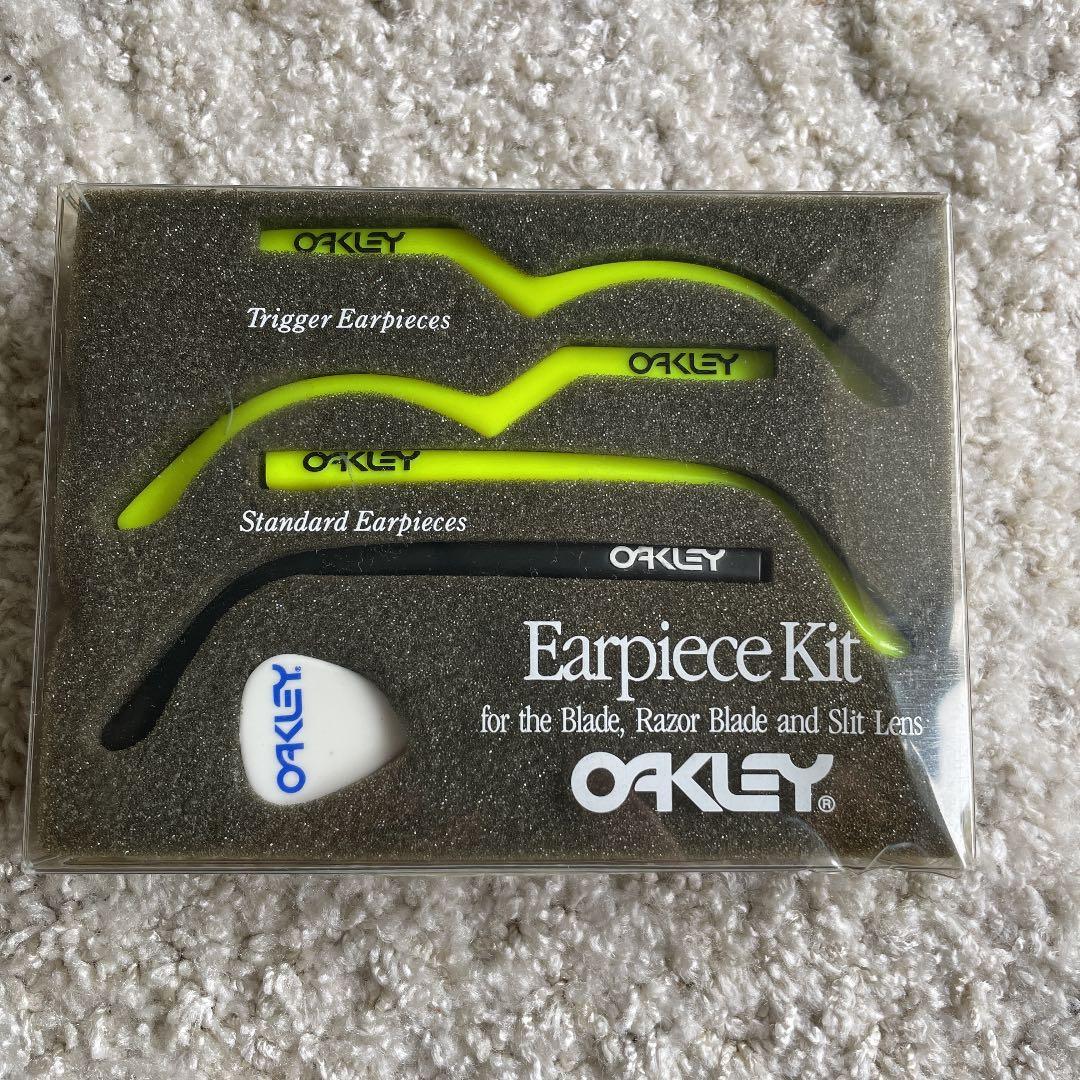 OAKLEY
Trigger Earpieces
OAKLEY
OAKLEY
Standard Earpieces
OAKLEY
Earpiece Kit
for the Blade, Razor Blade and Slit Lens
OAKLEY®
OAKLEY®